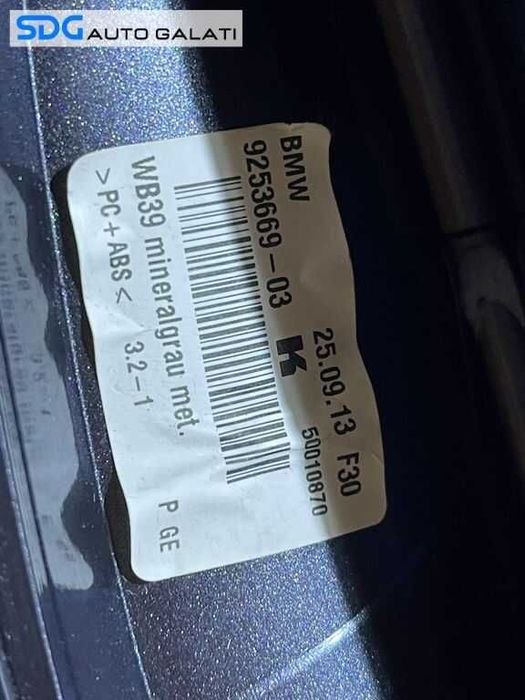 SDG AUTO GALATI
BMW
9253669-03 K 25.09.13 F30
50010870
WB39 mineralgrau met. P GE
>PC+ABS< 3.2-1